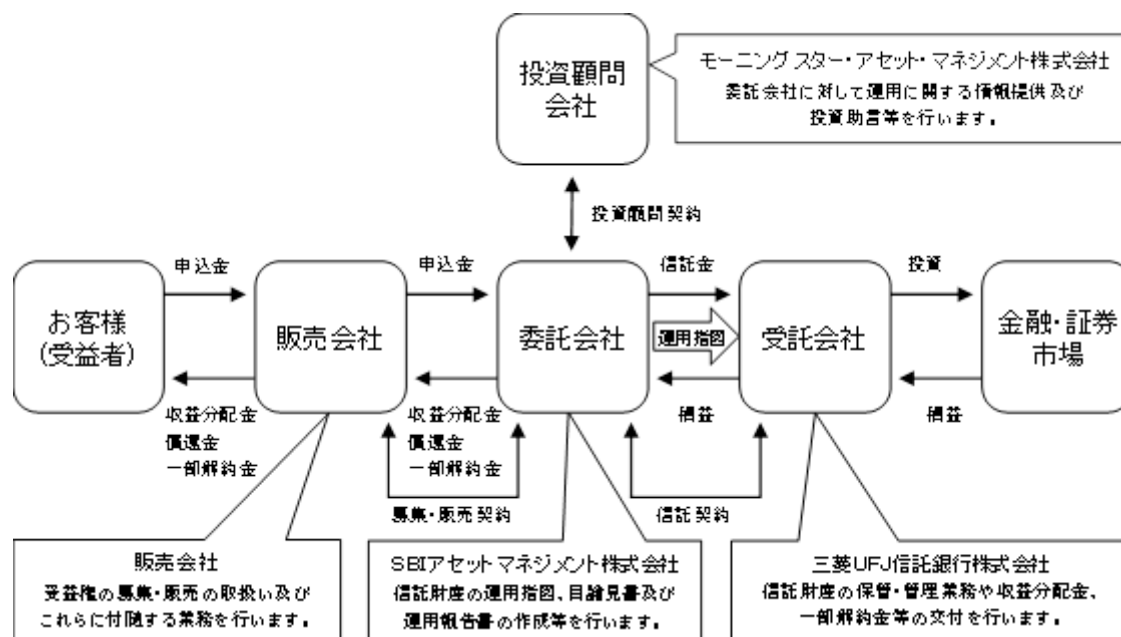 投資顧問
会社
モーニングスター・アセット・マネジメント株式会社
委託会社に対して運用に関する情報提供及び
投資助言等を行います。
投資顧問契約
申込金
申込金
信託金
投資
お客様
(受益者)
販売会社
委託会社
運用指図
受託会社
金融・証券
市場
収益分配金
償還金
一部解約金
収益分配金
償還金
一部解約金
損益
損益
募集・販売契約
信託契約
販売会社
受益権の募集・販売の取扱い及び
これらに付随する業務を行います。
SBIアセットマネジメント株式会社
信託財産の運用指図、目論見書及び
運用報告書の作成等を行います。
三菱UFJ信託銀行株式会社
信託財産の保管・管理業務や収益分配金、
一部解約金等の交付を行います。